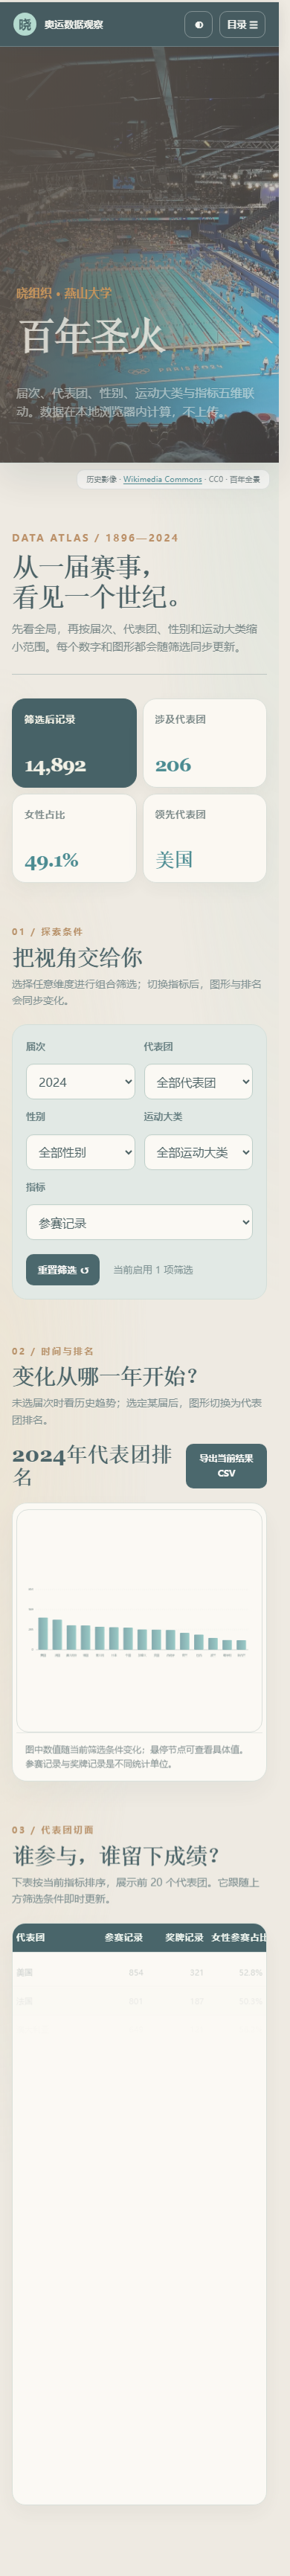 晓 奥运数据观察 目录 ☰
晓组织 · 燕山大学
百年圣火
届次、代表团、性别、运动大类与指标五维联
动。数据在本地浏览器内计算，不上传。
历史影像 · Wikimedia Commons · CC0 · 百年全景
DATA ATLAS / 1896—2024
从一届赛事，
看见一个世纪。
先看全局，再按届次、代表团、性别和运动大类缩
小范围。每个数字和图形都会随筛选同步更新。
筛选后记录 涉及代表团
14,892 206
女性占比 领先代表团
49.1% 美国
01 / 探索条件
把视角交给你
选择任意维度进行组合筛选；切换指标后，图形与排名
会同步变化。
届次 代表团
2024 全部代表团
性别 运动大类
全部性别 全部运动大类
指标
参赛记录
重置筛选 ↺ 当前启用 1 项筛选
02 / 时间与排名
变化从哪一年开始？
未选届次时看历史趋势；选定某届后，图形切换为代表
团排名。
2024年代表团排
名
导出当前结果
CSV
图中数值随当前筛选条件变化；悬停节点可查看具体值。
参赛记录与奖牌记录是不同统计单位。
03 / 代表团切面
谁参与，谁留下成绩？
下表按当前指标排序，展示前 20 个代表团。它跟随上
方筛选条件即时更新。
代表团 参赛记录 奖牌记录 女性参赛占比
美国 854 321 52.8%